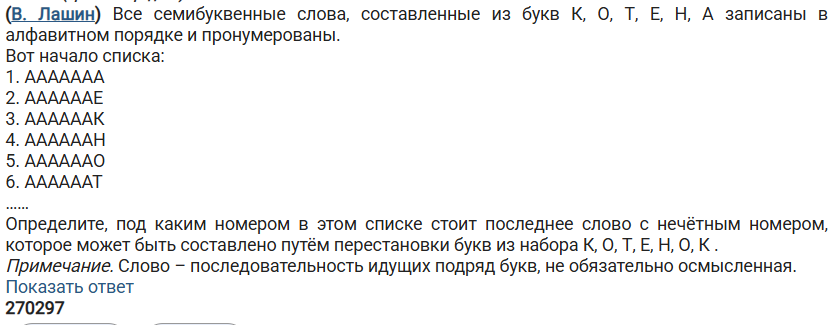 (В. Лашин) Все семибуквенные слова, составленные из букв К, О, Т, Е, Н, А записаны в
алфавитном порядке и пронумерованы.
Вот начало списка:
1. ААААААА
2. ААААААЕ
3. ААААААК
4. ААААААН
5. ААААААО
6. ААААААТ
......
Определите, под каким номером в этом списке стоит последнее слово с нечётным номером,
которое может быть составлено путём перестановки букв из набора К, О, Т, Е, Н, О, К .
Примечание. Слово – последовательность идущих подряд букв, не обязательно осмысленная.
Показать ответ
270297